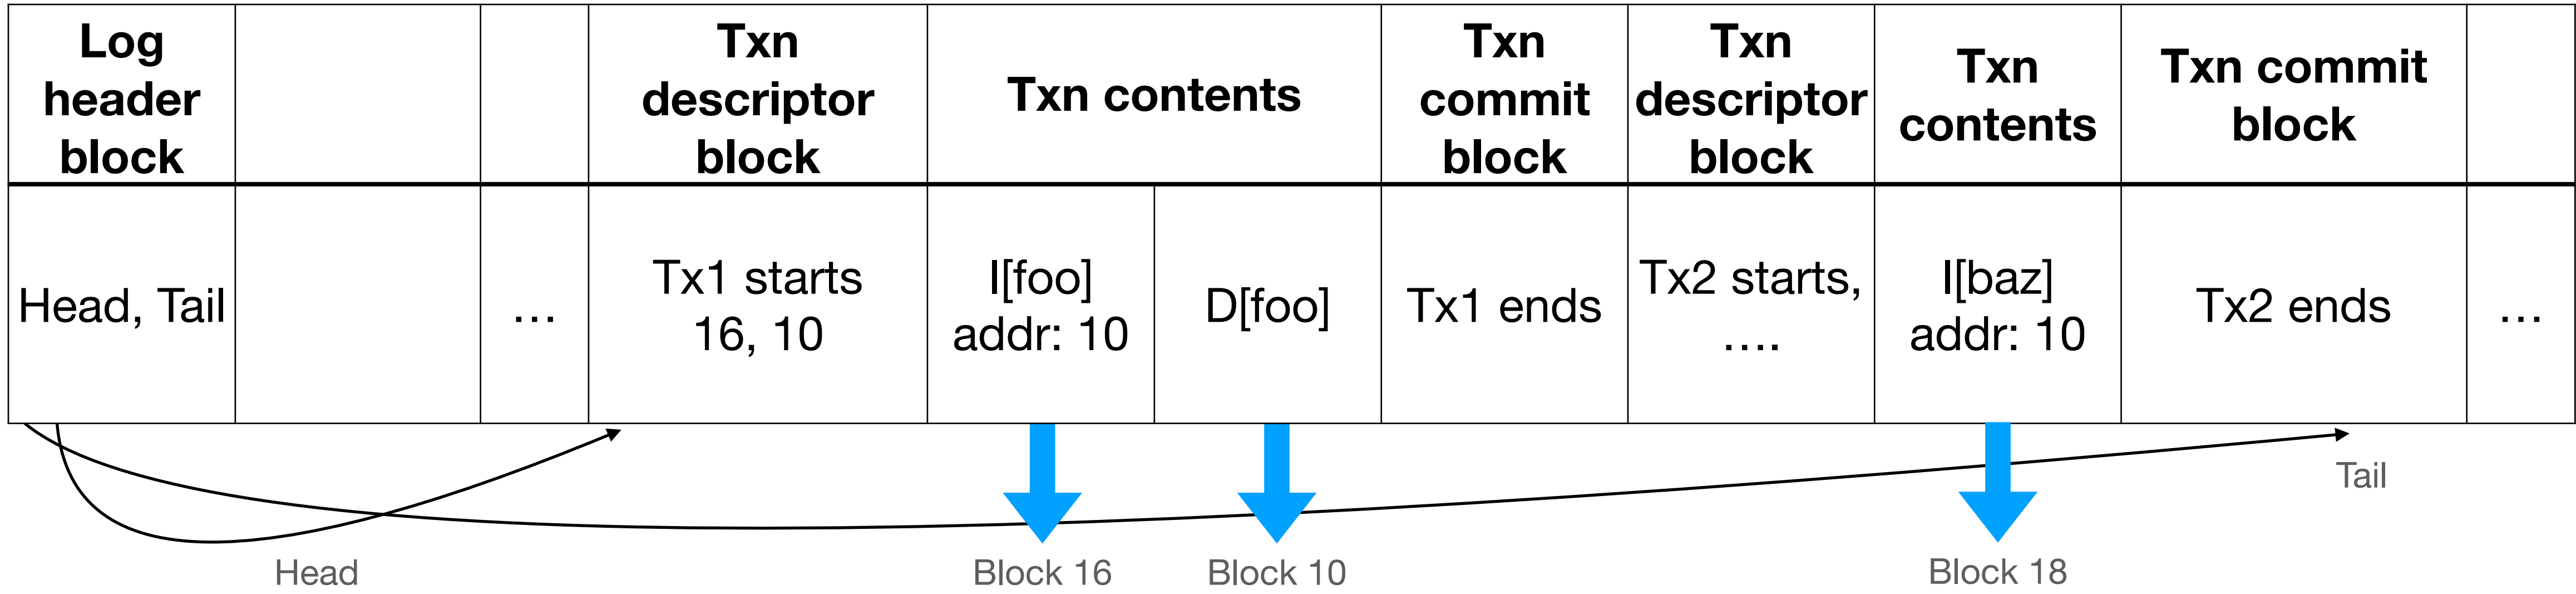 Log
header
block
Txn
descriptor
block
Txn contents
Txn
commit
block
Txn
descriptor
block
Txn
contents
Txn commit
block
Head, Tail
...
Tx1 starts
16, 10
I[foo]
addr: 10
D[foo]
Tx1 ends
Tx2 starts,
....
I[baz]
addr: 10
Tx2 ends
...
Head
Block 16
Block 10
Block 18
Tail